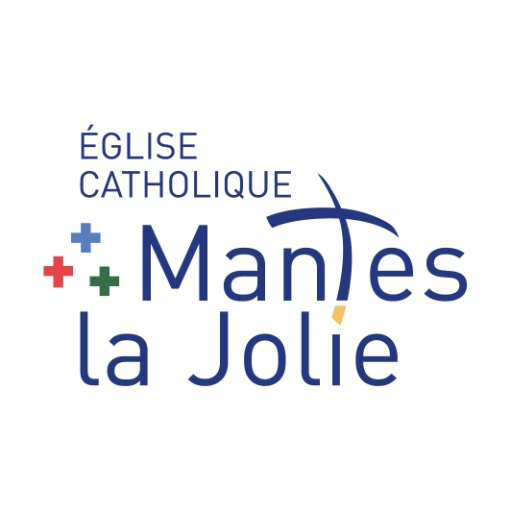 ÉGLISE
CATHOLIQUE
Mantes
la Jolie